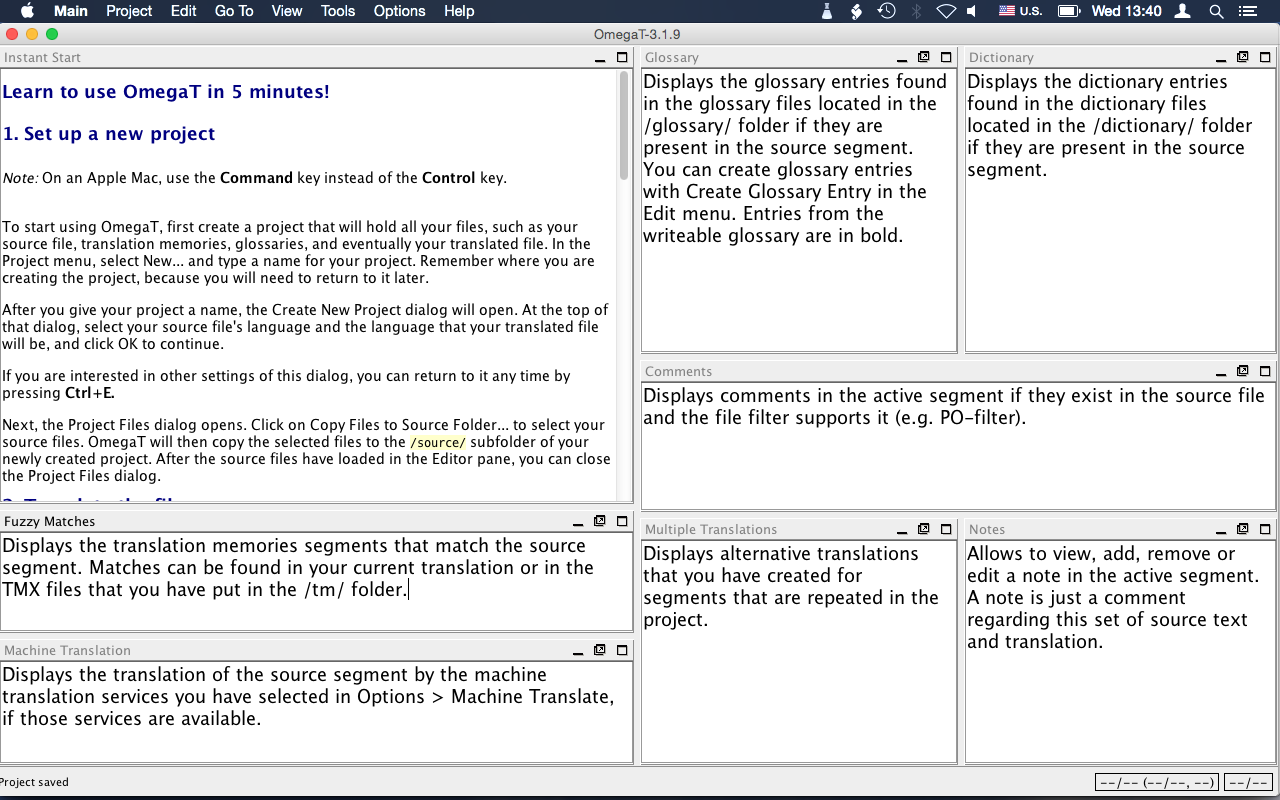 Main Project Edit Go To View Tools Options Help U.S. Wed 13:40
OmegaT-3.1.9
Instant Start
Learn to use OmegaT in 5 minutes!
1. Set up a new project
Note: On an Apple Mac, use the Command key instead of the Control key.
To start using OmegaT, first create a project that will hold all your files, such as your
source file, translation memories, glossaries, and eventually your translated file. In the
Project menu, select New... and type a name for your project. Remember where you are
creating the project, because you will need to return to it later.
After you give your project a name, the Create New Project dialog will open. At the top of
that dialog, select your source file's language and the language that your translated file
will be, and click OK to continue.
If you are interested in other settings of this dialog, you can return to it any time by
pressing Ctrl+E.
Next, the Project Files dialog opens. Click on Copy Files to Source Folder... to select your
source files. OmegaT will then copy the selected files to the /source/ subfolder of your
newly created project. After the source files have loaded in the Editor pane, you can close
the Project Files dialog.
Fuzzy Matches
Displays the translation memories segments that match the source
segment. Matches can be found in your current translation or in the
TMX files that you have put in the /tm/ folder.
Machine Translation
Displays the translation of the source segment by the machine
translation services you have selected in Options > Machine Translate,
if those services are available.
Glossary
Displays the glossary entries found
in the glossary files located in the
/glossary/ folder if they are
present in the source segment.
You can create glossary entries
with Create Glossary Entry in the
Edit menu. Entries from the
writeable glossary are in bold.
Dictionary
Displays the dictionary entries
found in the dictionary files
located in the /dictionary/ folder
if they are present in the source
segment.
Comments
Displays comments in the active segment if they exist in the source file
and the file filter supports it (e.g. PO-filter).
Multiple Translations
Displays alternative translations
that you have created for
segments that are repeated in the
project.
Notes
Allows to view, add, remove or
edit a note in the active segment.
A note is just a comment
regarding this set of source text
and translation.
Project saved
--/-- (--/--, --) --/--